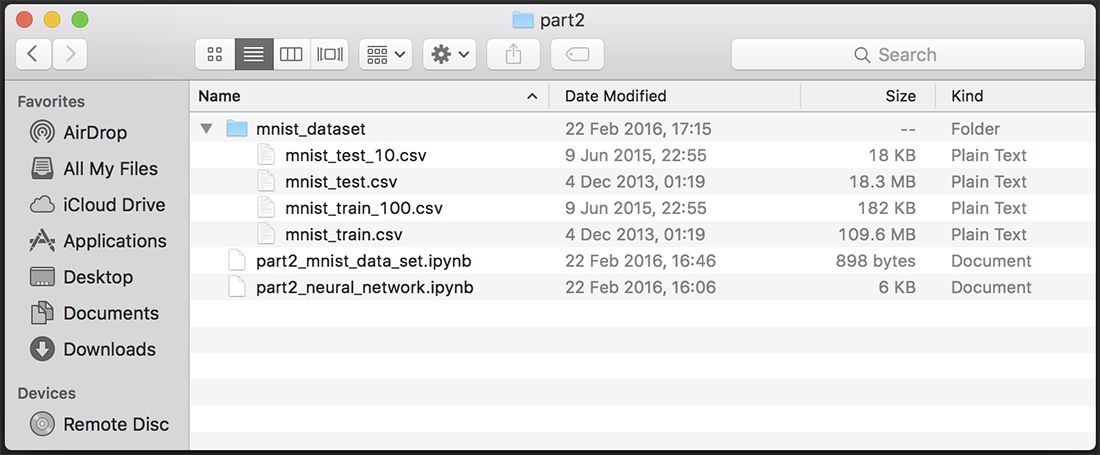 part2
Search
Favorites
AirDrop
All My Files
iCloud Drive
Applications
Desktop
Documents
Downloads
Devices
Remote Disc
Name Date Modified Size Kind
mnist_dataset 22 Feb 2016, 17:15 -- Folder
mnist_test_10.csv 9 Jun 2015, 22:55 18 KB Plain Text
mnist_test.csv 4 Dec 2013, 01:19 18.3 MB Plain Text
mnist_train_100.csv 9 Jun 2015, 22:55 182 KB Plain Text
mnist_train.csv 4 Dec 2013, 01:19 109.6 MB Plain Text
part2_mnist_data_set.ipynb 22 Feb 2016, 16:46 898 bytes Document
part2_neural_network.ipynb 22 Feb 2016, 16:06 6 KB Document